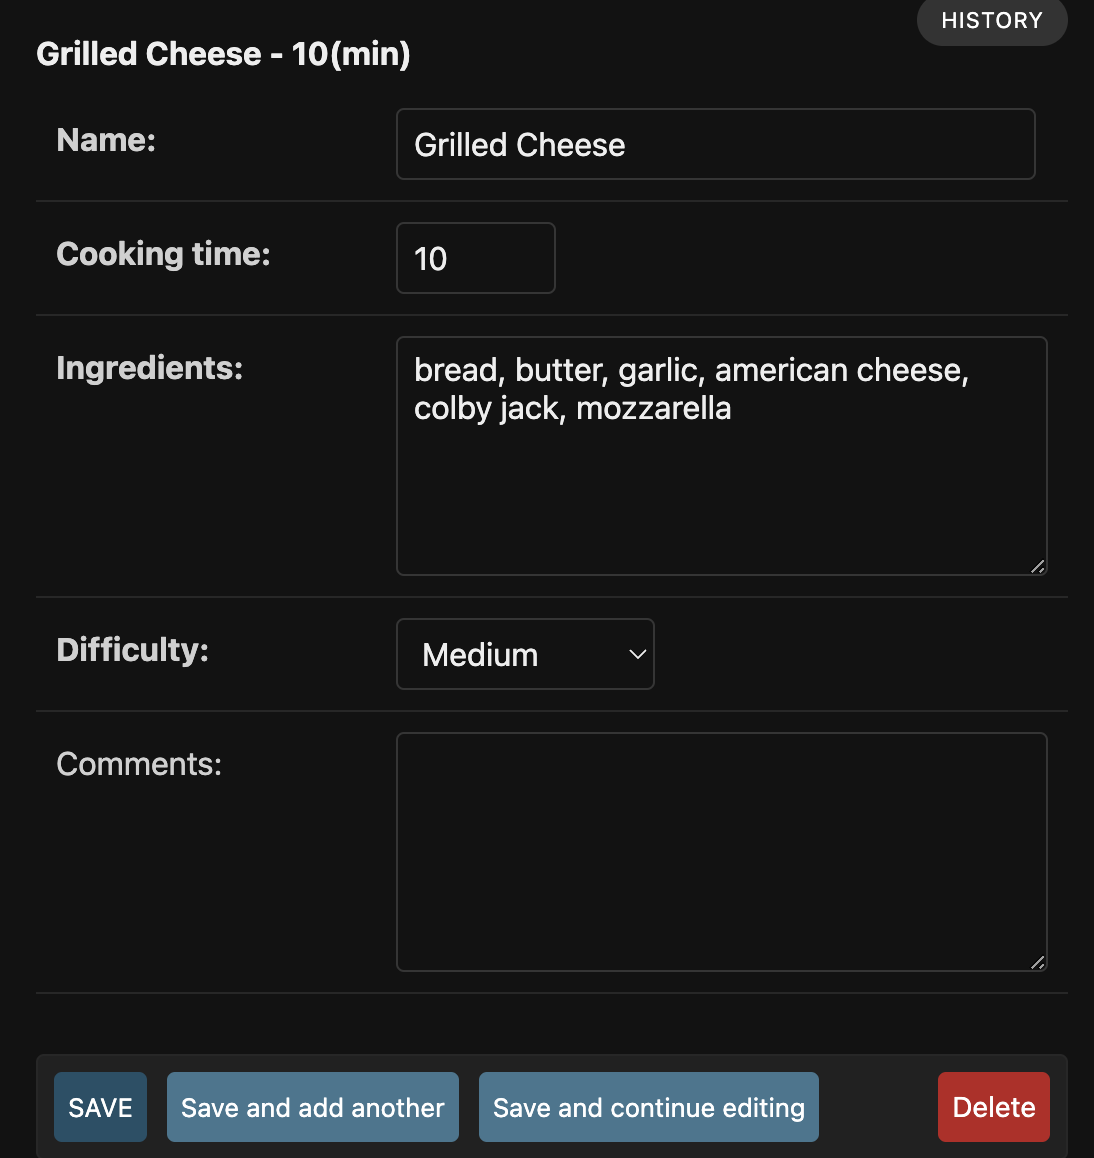 HISTORY
Grilled Cheese - 10(min)
Name:
Grilled Cheese
Cooking time:
10
Ingredients:
bread, butter, garlic, american cheese,
colby jack, mozzarella
Difficulty:
Medium
Comments:
SAVE
Save and add another
Save and continue editing
Delete